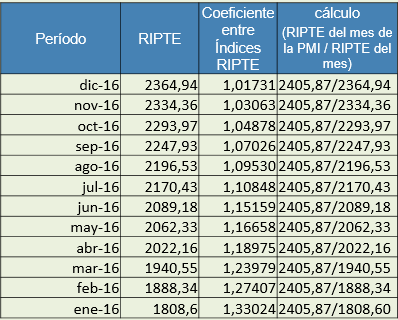 Período RIPTE Coeficiente entre Índices RIPTE cálculo (RIPTE del mes de la PMI / RIPTE del mes)
dic-16 2364,94 1,01731 2405,87/2364,94
nov-16 2334,36 1,03063 2405,87/2334,36
oct-16 2293,97 1,04878 2405,87/2293,97
sep-16 2247,93 1,07026 2405,87/2247,93
ago-16 2196,53 1,09530 2405,87/2196,53
jul-16 2170,43 1,10848 2405,87/2170,43
jun-16 2089,18 1,15159 2405,87/2089,18
may-16 2062,33 1,16658 2405,87/2062,33
abr-16 2022,16 1,18975 2405,87/2022,16
mar-16 1940,55 1,23979 2405,87/1940,55
feb-16 1888,34 1,27407 2405,87/1888,34
ene-16 1808,6 1,33024 2405,87/1808,60